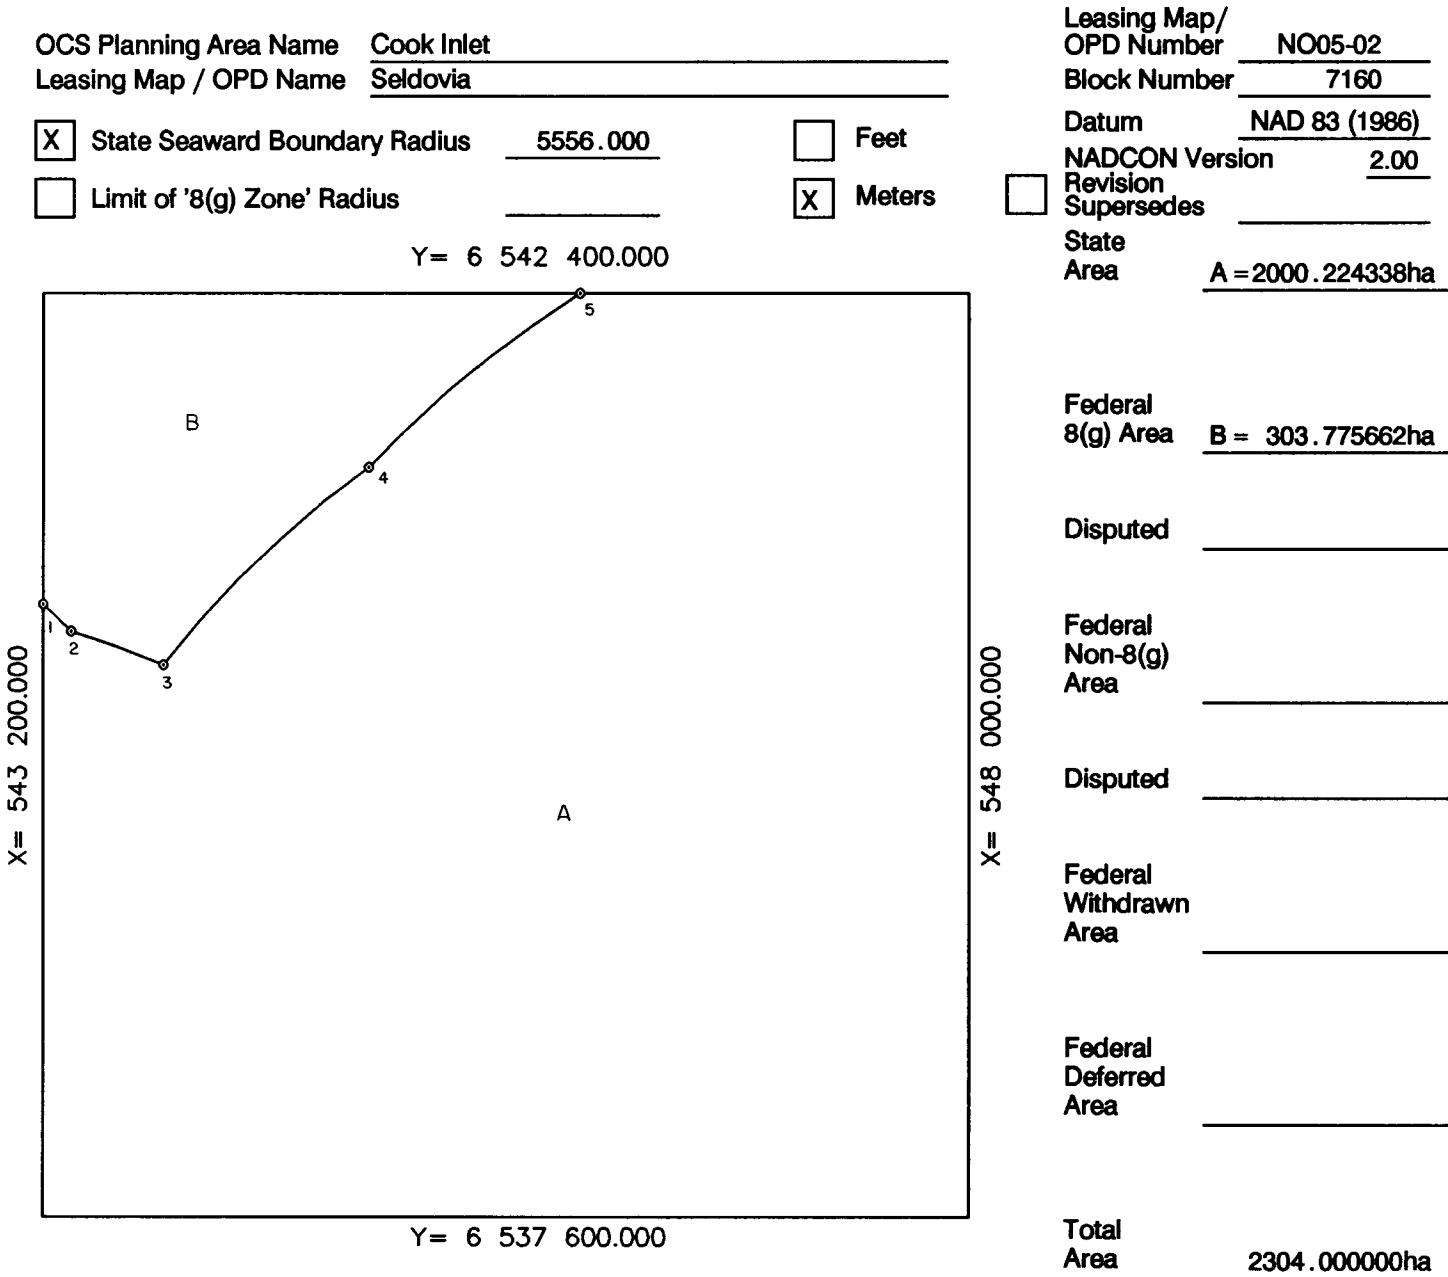 OCS Planning Area Name Cook Inlet
Leasing Map / OPD Name Seldovia
Leasing Map/
OPD Number NO05-02
Block Number 7160
Datum NAD 83 (1986)
NADCON Version 2.00
X State Seaward Boundary Radius 5556.000
Feet
Limit of '8(g) Zone' Radius
X Meters
Revision
Supersedes
State
Area A =2000.224338ha
Y= 6 542 400.000
5
B
4
1
2
3
X= 543 200.000
X= 548 000.000
A
Y= 6 537 600.000
Federal
8(g) Area B = 303.775662ha
Disputed
Federal
Non-8(g)
Area
Disputed
Federal
Withdrawn
Area
Federal
Deferred
Area
Total
Area 2304.000000ha